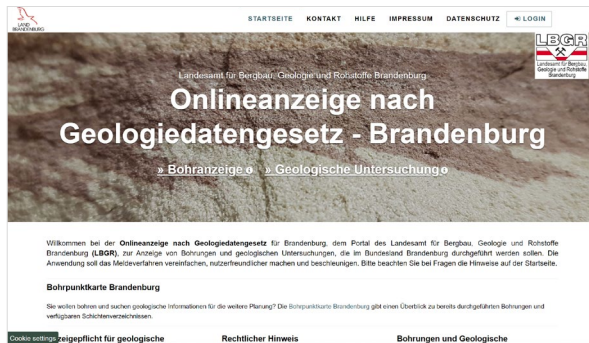 LAND
BRANDENBURG
STARTSEITE KONTAKT HILFE IMPRESSUM DATENSCHUTZ LOGIN
LBGR
Landesamt für Bergbau,
Geologie und Rohstoffe
Brandenburg
Landesamt für Bergbau, Geologie und Rohstoffe Brandenburg
Onlineanzeige nach
Geologiedatengesetz - Brandenburg
» Bohranzeige » Geologische Untersuchung
Willkommen bei der Onlineanzeige nach Geologiedatengesetz für Brandenburg, dem Portal des Landesamt für Bergbau, Geologie und Rohstoffe
Brandenburg (LBGR), zur Anzeige von Bohrungen und geologischen Untersuchungen, die im Bundesland Brandenburg durchgeführt werden sollen. Die
Anwendung soll das Meldeverfahren vereinfachen, nutzerfreundlicher machen und beschleunigen. Bitte beachten Sie bei Fragen die Hinweise auf der Startseite.
Bohrpunktkarte Brandenburg
Sie wollen bohren und suchen geologische Informationen für die weitere Planung? Die Bohrpunktkarte Brandenburg gibt einen Überblick zu bereits durchgeführten Bohrungen und
verfügbaren Schichtenverzeichnissen.
Cookie settings zeigepflicht für geologische Rechtlicher Hinweis Bohrungen und Geologische